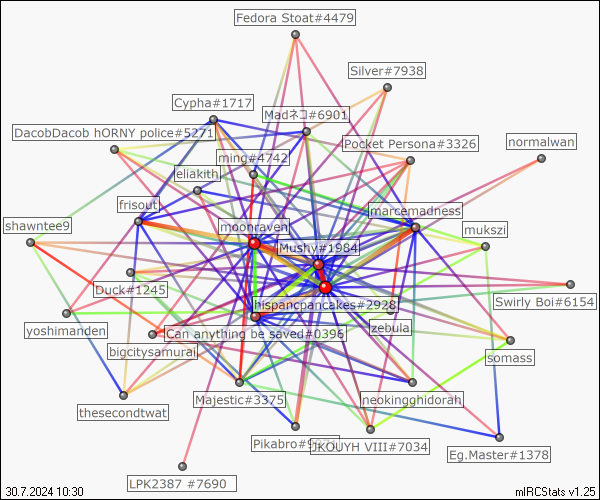 Fedora Stoat#4479
Silver#7938
Cypha#1717
Madネコ#6901
DacobDacob hORNY police#5271
Pocket Persona#3326
normalwan
ming#4742
eliakith
frisout
marcemadness
shawntee9
moonraven
mukszi
Mushy#1984
Duck#1245
hispancpancakes#2928
Swirly Boi#6154
yoshimanden
Can anything be saved#0396
zebula
bigcitysamurai
somass
Majestic#3375
neokingghidorah
thesecondtwat
Pikabro#9
JKOUYH VIII#7034
Eg.Master#1378
LPK2387 #7690
30.7.2024 10:30
mIRCStats v1.25